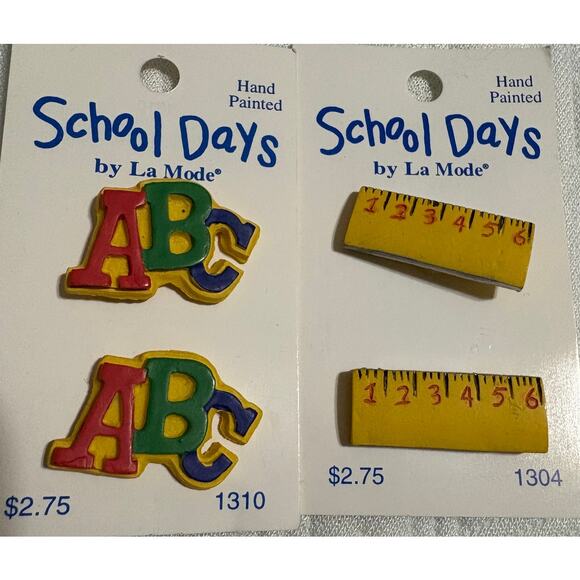 Hand
Painted
School Days
by La Mode®
ABC
ABC
$2.75
1310
Hand
Painted
School Days
by La Mode®
1 2 3 4 5 6
1 2 3 4 5 6
$2.75
1304